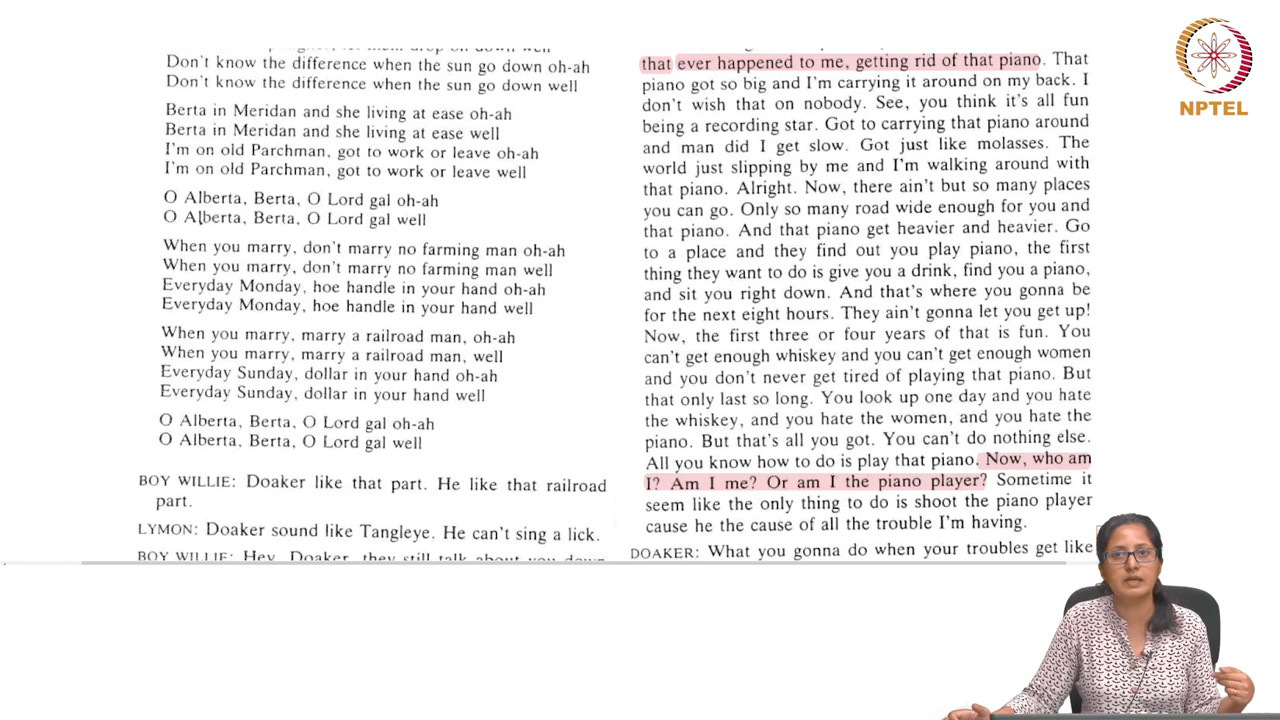 Don't know the difference when the sun go down oh-ah
Don't know the difference when the sun go down well
Berta in Meridan and she living at ease oh-ah
Berta in Meridan and she living at ease well
I'm on old Parchman, got to work or leave oh-ah
I'm on old Parchman, got to work or leave well
O Alberta, Berta, O Lord gal oh-ah
O Alberta, Berta, O Lord gal well
When you marry, don't marry no farming man oh-ah
When you marry, don't marry no farming man well
Everyday Monday, hoe handle in your hand oh-ah
Everyday Monday, hoe handle in your hand well
When you marry, marry a railroad man, oh-ah
When you marry, marry a railroad man, well
Everyday Sunday, dollar in your hand oh-ah
Everyday Sunday, dollar in your hand well
O Alberta, Berta, O Lord gal oh-ah
O Alberta, Berta, O Lord gal well
BOY WILLIE: Doaker like that part. He like that railroad
part.
LYMON: Doaker sound like Tangleye. He can't sing a lick.
BOY WILLIE: Hey, Doaker, they still talk about you down
that ever happened to me, getting rid of that piano. That
piano got so big and I'm carrying it around on my back. I
don't wish that on nobody. See, you think it's all fun
being a recording star. Got to carrying that piano around
and man did I get slow. Got just like molasses. The
world just slipping by me and I'm walking around with
that piano. Alright. Now, there ain't but so many places
you can go. Only so many road wide enough for you and
that piano. And that piano get heavier and heavier. Go
to a place and they find out you play piano, the first
thing they want to do is give you a drink, find you a piano,
and sit you right down. And that's where you gonna be
for the next eight hours. They ain't gonna let you get up!
Now, the first three or four years of that is fun. You
can't get enough whiskey and you can't get enough women
and you don't never get tired of playing that piano. But
that only last so long. You look up one day and you hate
the whiskey, and you hate the women, and you hate the
piano. But that's all you got. You can't do nothing else.
All you know how to do is play that piano. Now, who am
I? Am I me? Or am I the piano player? Sometime it
seem like the only thing to do is shoot the piano player
cause he the cause of all the trouble I'm having.
DOAKER: What you gonna do when your troubles get like
NPTEL